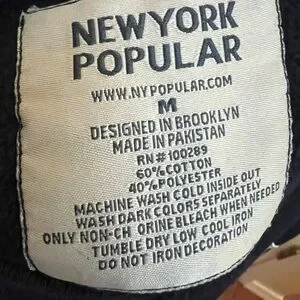 NEW YORK
POPULAR
WWW.NYPOPULAR.COM
M
DESIGNED IN BROOKLYN
MADE IN PAKISTAN
RN#100289
60%COTTON
40%POLYESTER
MACHINE WASH COLD INSIDE OUT
WASH DARK COLORS SEPARATELY
ONLY NON-CH ORINE BLEACH WHEN NEEDED
TUMBLE DRY LOW COOL IRON
DO NOT IRON DECORATION